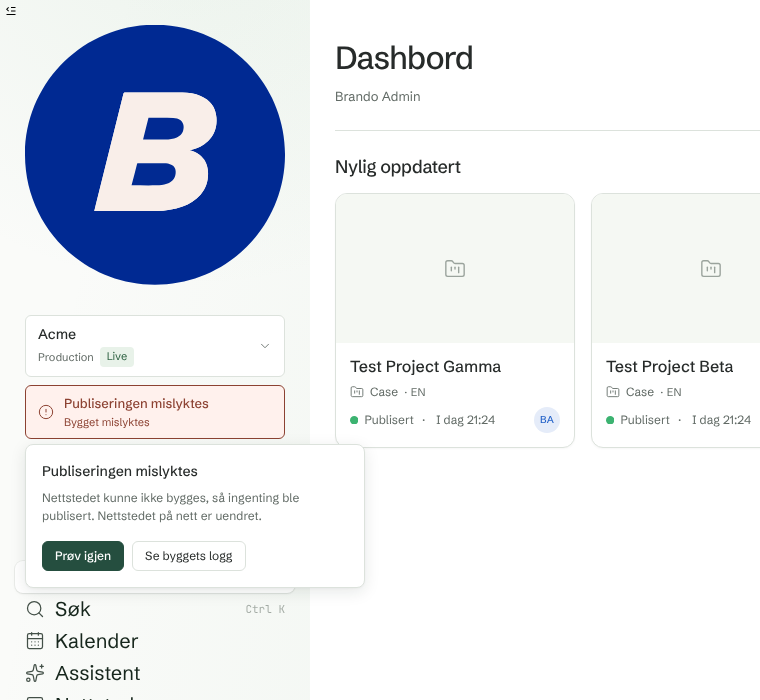 B
Dashbord
Brando Admin
Nylig oppdatert
Test Project Gamma
Case · EN
Publisert · I dag 21:24
BA
Test Project Beta
Case · EN
Publisert · I dag 21:24
Acme
Production Live
Publiseringen mislyktes
Bygget mislyktes
Publiseringen mislyktes
Nettstedet kunne ikke bygges, så ingenting ble
publisert. Nettstedet på nett er uendret.
Prøv igjen
Se byggets logg
Søk Ctrl K
Kalender
Assistent